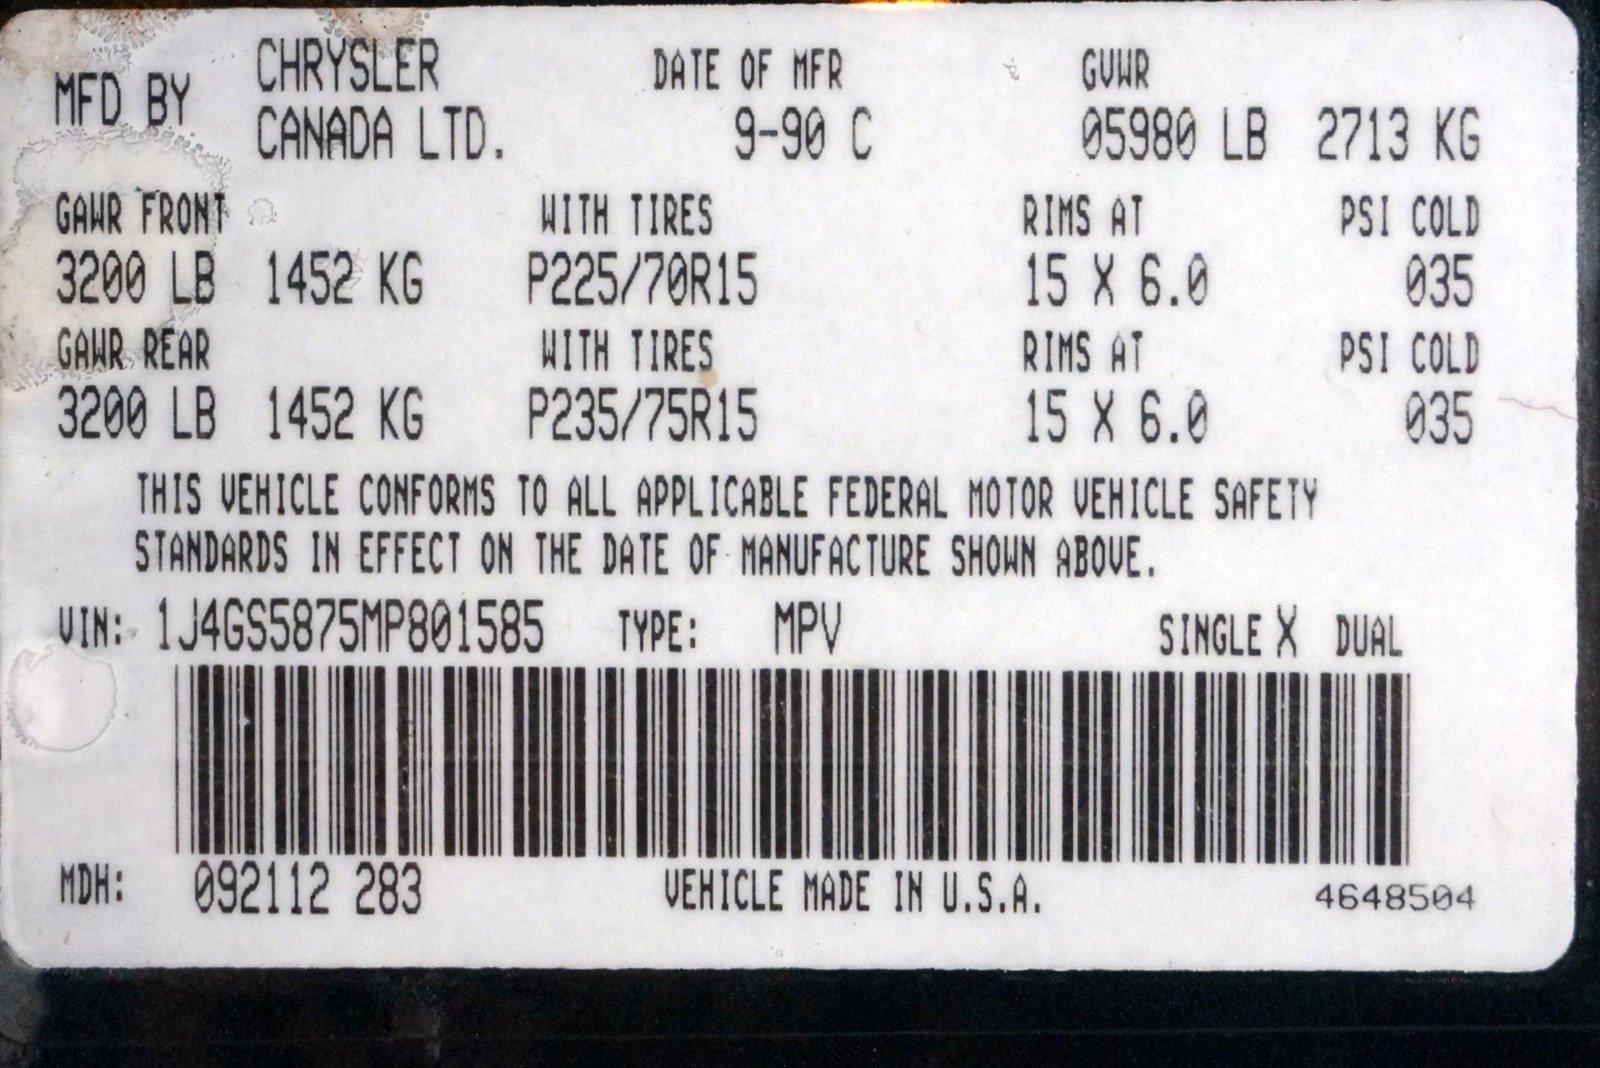 MFD BY CHRYSLER CANADA LTD. DATE OF MFR 9-90 C GVWR 05980 LB 2713 KG
GAWR FRONT WITH TIRES RIMS AT PSI COLD
3200 LB 1452 KG P225/70R15 15 X 6.0 035
GAWR REAR WITH TIRES RIMS AT PSI COLD
3200 LB 1452 KG P235/75R15 15 X 6.0 035
THIS VEHICLE CONFORMS TO ALL APPLICABLE FEDERAL MOTOR VEHICLE SAFETY
STANDARDS IN EFFECT ON THE DATE OF MANUFACTURE SHOWN ABOVE.
VIN: 1J4GS5875MP801585 TYPE: MPV SINGLE X DUAL
MDH: 092112 283 VEHICLE MADE IN U.S.A. 4648504